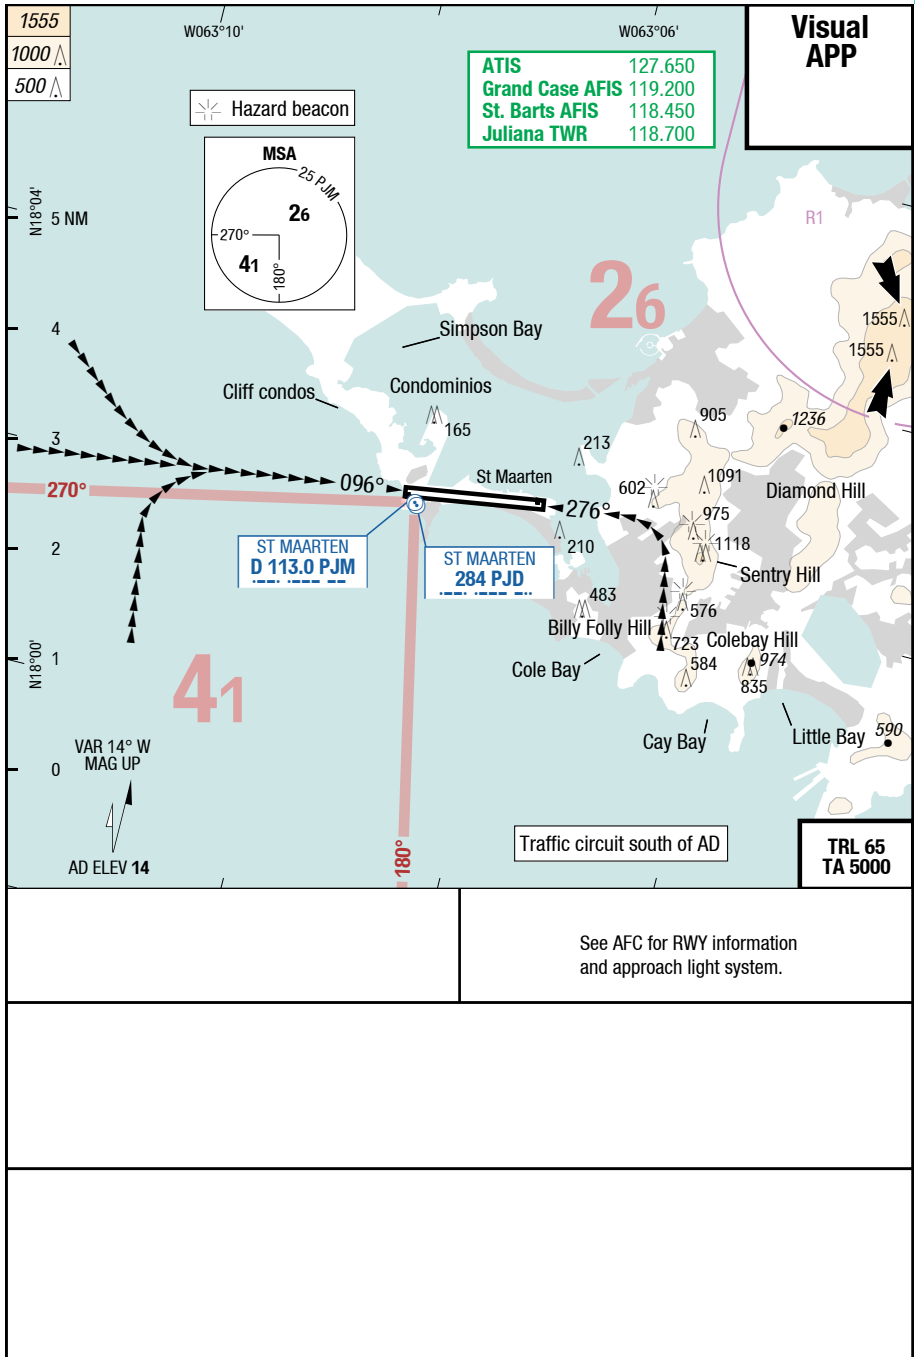 1555
1000
500
W063°10'
W063°06'
Visual
APP
ATIS 127.650
Grand Case AFIS 119.200
St. Barts AFIS 118.450
Juliana TWR 118.700
Hazard beacon
MSA
25 PJM
26
270°
41
180°
N18°04'
5 NM
R1
26
4
Simpson Bay
1555
1555
Cliff condos
Condominios
165
905
1236
3
213
096°
St Maarten
602
1091
Diamond Hill
270°
276°
975
2
ST MAARTEN
D 113.0 PJM
ST MAARTEN
284 PJD
210
1118
Sentry Hill
483
576
Billy Folly Hill
723
Colebay Hill
N18°00'
1
Cole Bay
584
974
835
41
Cay Bay
Little Bay
590
VAR 14° W
MAG UP
0
180°
AD ELEV 14
Traffic circuit south of AD
TRL 65
TA 5000
See AFC for RWY information
and approach light system.